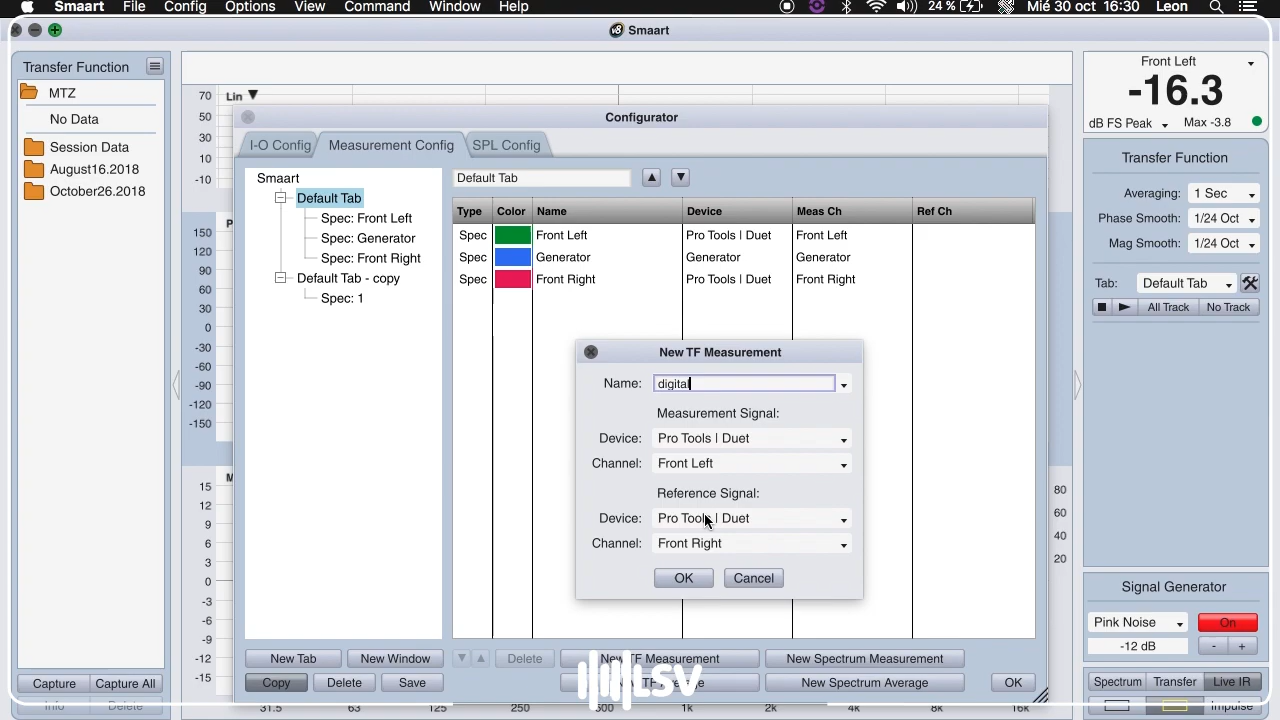 Smaart File Config Options View Command Window Help 24 % Mié 30 oct 16:30 Leon
v8 Smaart
Transfer Function
MTZ
No Data
Session Data
August16.2018
October26.2018
Capture Capture All
Info Delete
70 Lin
50
30
10
-10
P
150
120
90
60
30
0
-30
-60
-90
-120
-150
M
15
12
9
6
3
0
-3
-6
-9
-12
-15
31.5 63 125 250 500 1k 2k 4k 8k 16k
80
60
40
20
Configurator
I-O Config Measurement Config SPL Config
Smaart
Default Tab
Spec: Front Left
Spec: Generator
Spec: Front Right
Default Tab - copy
Spec: 1
Default Tab
Type Color Name Device Meas Ch Ref Ch
Spec Front Left Pro Tools | Duet Front Left
Spec Generator Generator Generator
Spec Front Right Pro Tools | Duet Front Right
New TF Measurement
Name: digital
Measurement Signal:
Device: Pro Tools | Duet
Channel: Front Left
Reference Signal:
Device: Pro Tools | Duet
Channel: Front Right
OK Cancel
New Tab New Window Delete New TF Measurement New Spectrum Measurement
Copy Delete Save New Spectrum Average OK
LSV
Front Left
-16.3
dB FS Peak Max -3.8
Transfer Function
Averaging: 1 Sec
Phase Smooth: 1/24 Oct
Mag Smooth: 1/24 Oct
Tab: Default Tab
All Track No Track
Signal Generator
Pink Noise On
-12 dB - +
Spectrum Transfer Live IR
Impulse